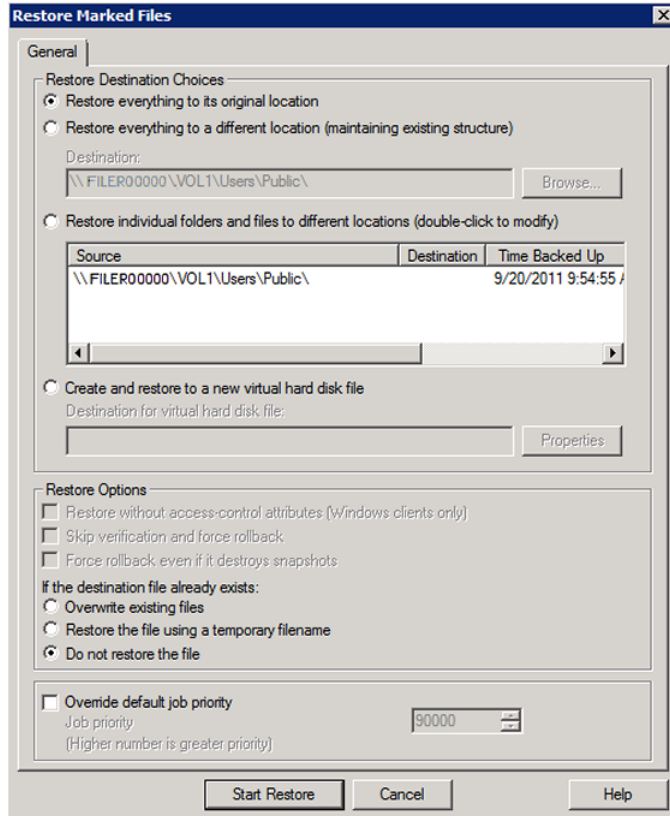 Restore Marked Files
General
Restore Destination Choices
Restore everything to its original location
Restore everything to a different location (maintaining existing structure)
Destination:
\\ FILER00000\VOL1\Users\Public\
Browse...
Restore individual folders and files to different locations (double-click to modify)
Source Destination Time Backed Up
\\FILER00000\VOL1\Users\Public\ 9/20/2011 9:54:55 A
Create and restore to a new virtual hard disk file
Destination for virtual hard disk file:
Properties
Restore Options
Restore without access-control attributes (Windows clients only)
Skip verification and force rollback
Force rollback even if it destroys snapshots
If the destination file already exists:
Overwrite existing files
Restore the file using a temporary filename
Do not restore the file
Override default job priority
Job priority 90000
(Higher number is greater priority)
Start Restore Cancel Help